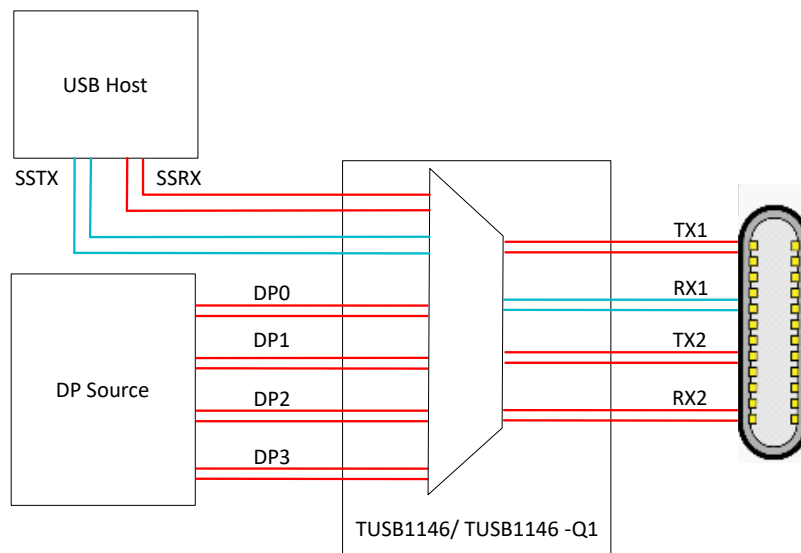 USB Host
SSTX
SSRX
TX1
DP0
RX1
DP1
TX2
DP Source
DP2
RX2
DP3
TUSB1146/ TUSB1146 -Q1